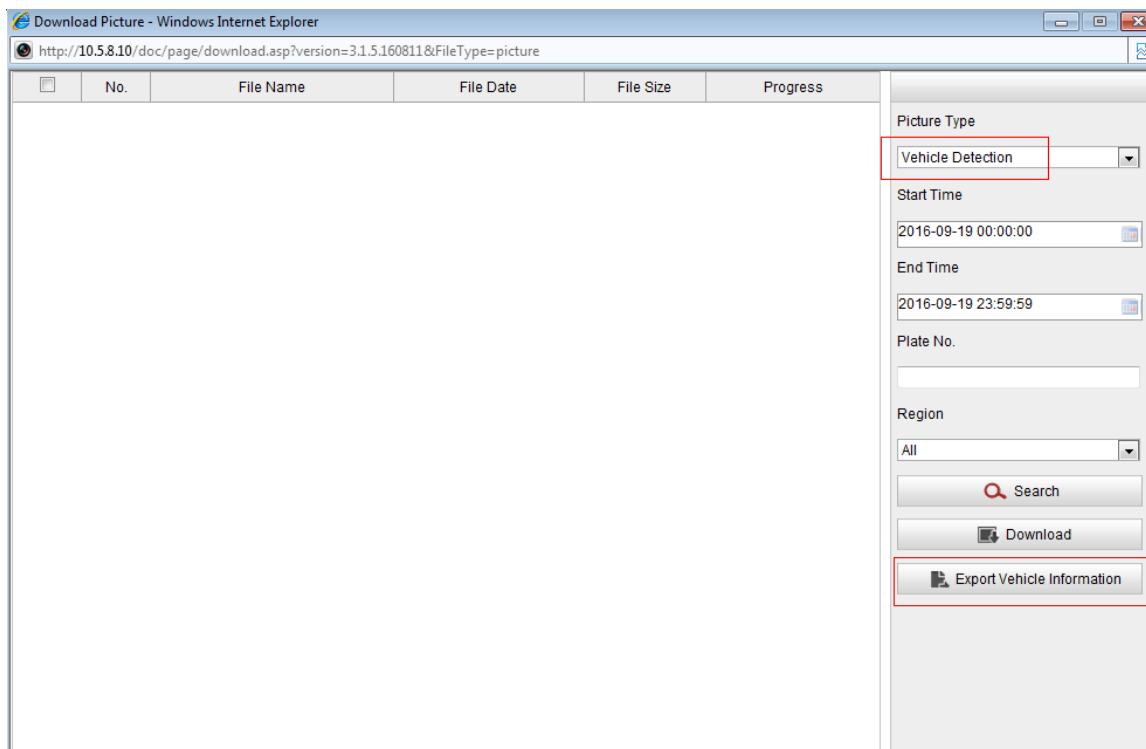 Download Picture - Windows Internet Explorer
http://10.5.8.10/doc/page/download.asp?version=3.1.5.160811&FileType=picture
No. File Name File Date File Size Progress
Picture Type
Vehicle Detection
Start Time
2016-09-19 00:00:00
End Time
2016-09-19 23:59:59
Plate No.
Region
All
Search
Download
Export Vehicle Information